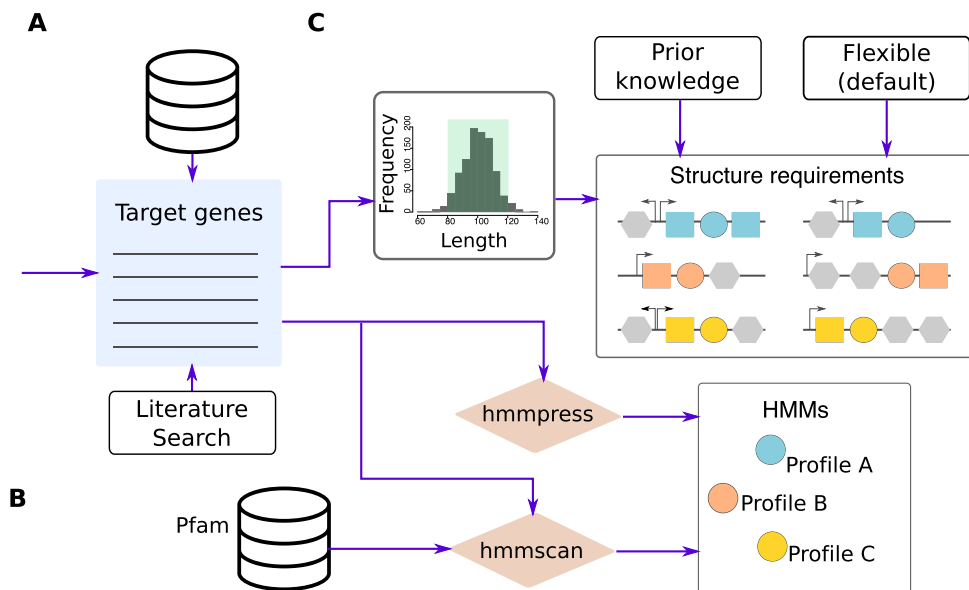 A
C
Prior
knowledge
Flexible
(default)
Target genes
Frequency
0 50 100 150 200
60 80 100 120 140
Length
Structure requirements
Literature
Search
hmmpress
HMMs
Profile A
Profile B
Profile C
B
Pfam
hmmscan